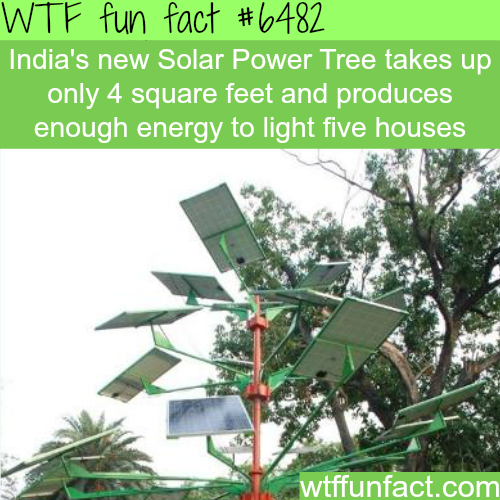 WTF fun fact #6482
India's new Solar Power Tree takes up
only 4 square feet and produces
enough energy to light five houses
wtffunfact.com